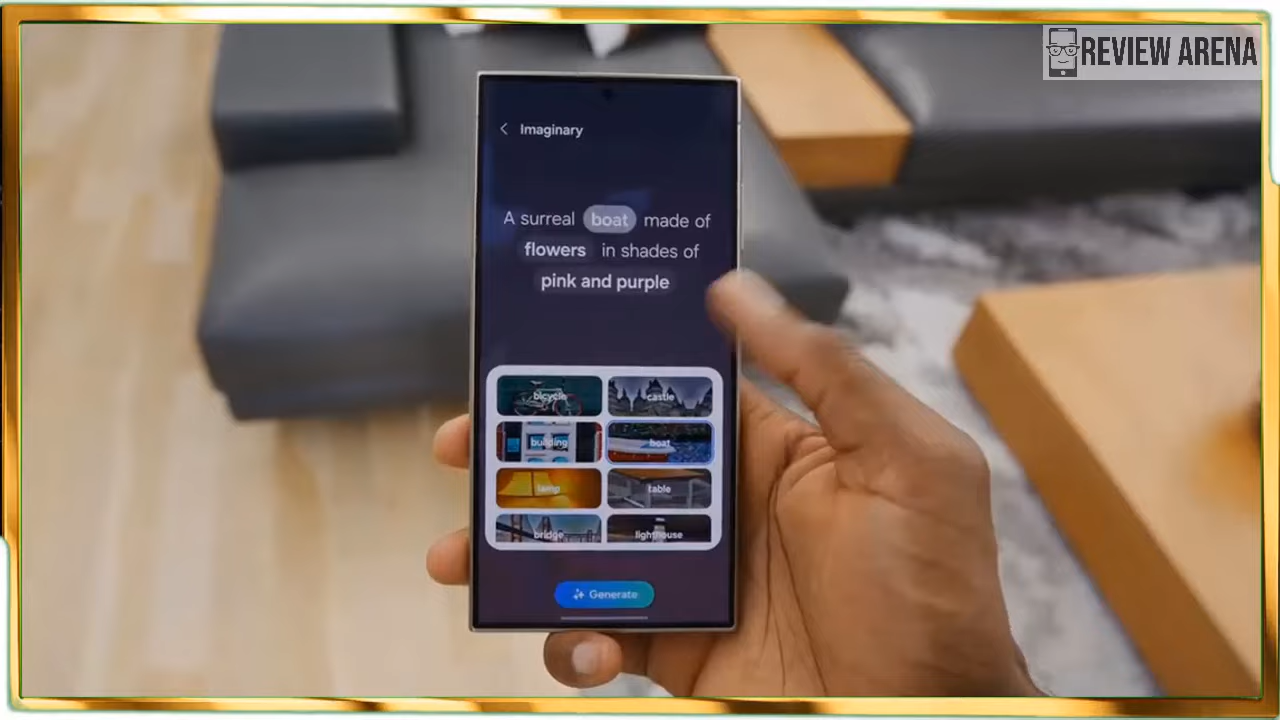 REVIEW ARENA
Imaginary
A surreal boat made of
flowers in shades of
pink and purple
bicycle castle
building boat
lamp table
bridge lighthouse
Generate